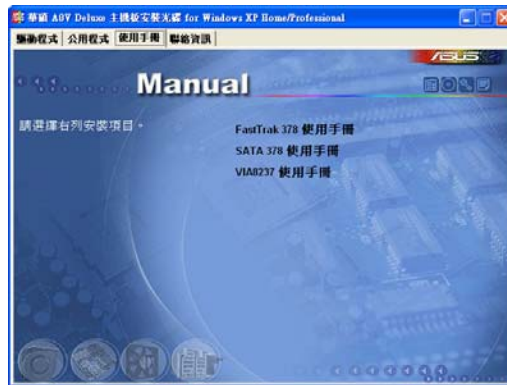 華碩 A8V Deluxe 主機板安裝光碟 for Windows XP Home/Professional
驅動程式 公用程式 使用手冊 聯絡資訊
ASUS
Manual
請選擇右列安裝項目。
FastTrak 378 使用手冊
SATA 378 使用手冊
VIA8237 使用手冊